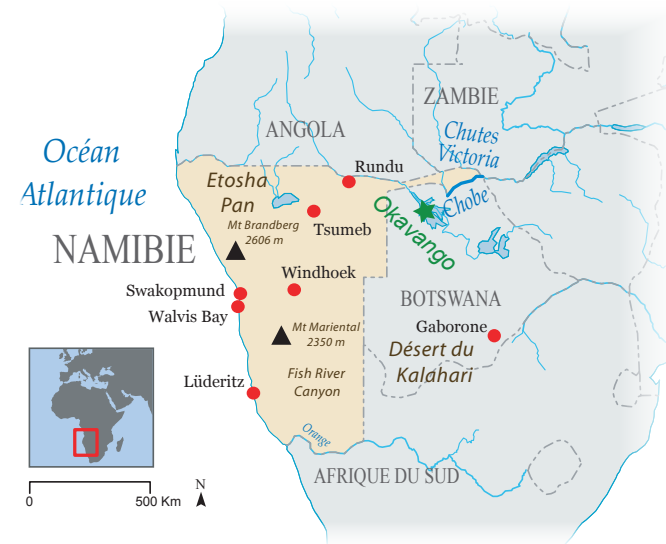 ZAMBIE
ANGOLA
Chutes
Victoria
Océan
Atlantique
Rundu
Etosha
Pan
Chobe
Okavango
Mt Brandberg
2606 m
Tsumeb
NAMIBIE
Windhoek
Swakopmund
Walvis Bay
BOTSWANA
Gaborone
Mt Mariental
2350 m
Désert du
Kalahari
Lüderitz
Fish River
Canyon
Orange
AFRIQUE DU SUD
N
0
500 Km